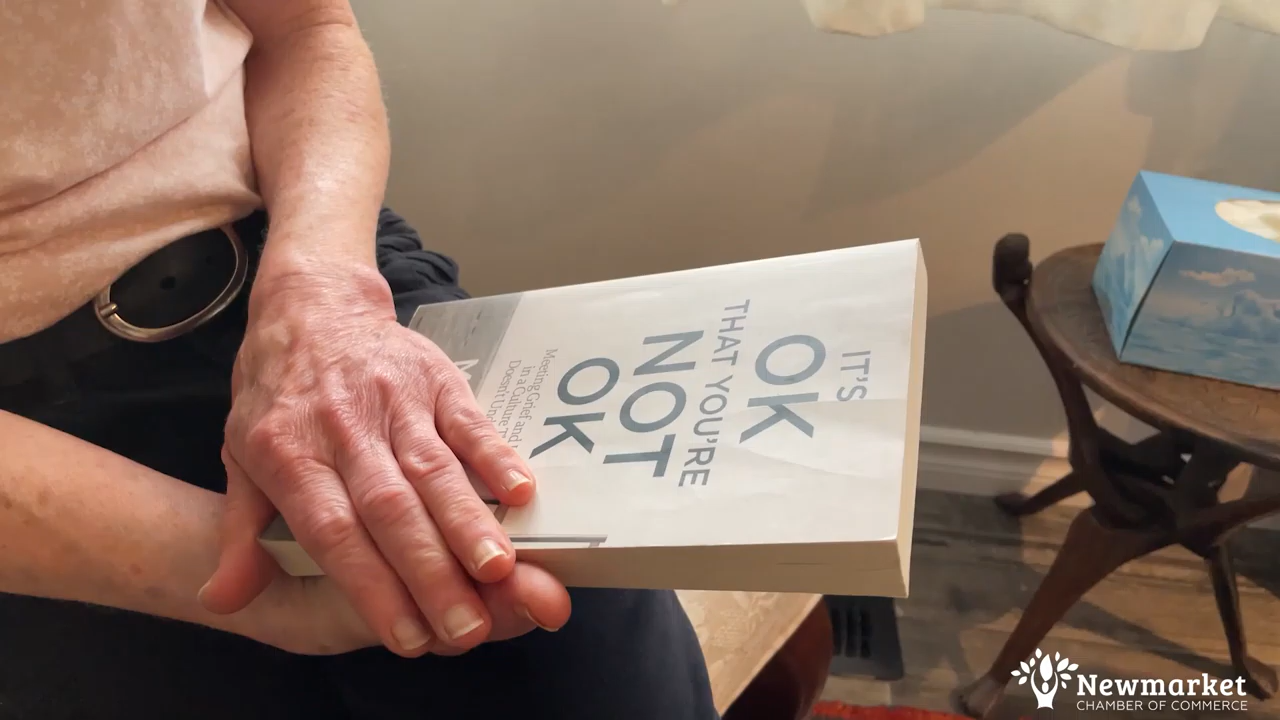 IT'S
OK
THAT YOU'RE
NOT
OK
Meeting Grief and
in a Culture
Doesn't
Newmarket
CHAMBER OF COMMERCE